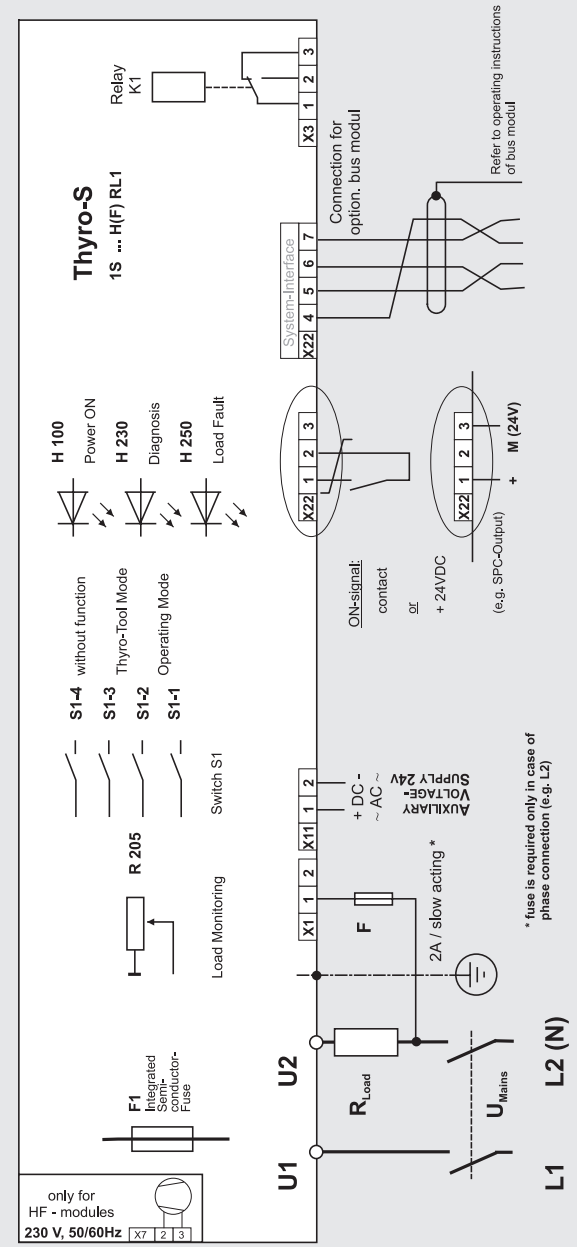 only for
HF - modules
230 V, 50/60Hz
X7 2 3
F1
Integrated
Semi-
conductor-
Fuse
R 205
Load Monitoring
S1-4 without function
S1-3 Thyro-Tool Mode
S1-2
S1-1 Operating Mode
Switch S1
H 100
Power ON
H 230
Diagnosis
H 250
Load Fault
Thyro-S
1S ... H(F) RL1
Relay
K1
U1
U2
X1 1 2
X11 1 2
X22 1 2 3
System-Interface
X22 4 5 6 7
X3 1 2 3
R Load
F
2A / slow acting *
+ DC -
~ AC ~
AUXILIARY
VOLTAGE-
SUPPLY 24V
ON-signal:
contact
or
+ 24VDC
(e.g. SPC-Output)
X22 1 2 3
+ M (24V)
Connection for
option. bus modul
Refer to operating instructions
of bus modul
U Mains
L1
L2 (N)
* fuse is required only in case of
phase connection (e.g. L2)